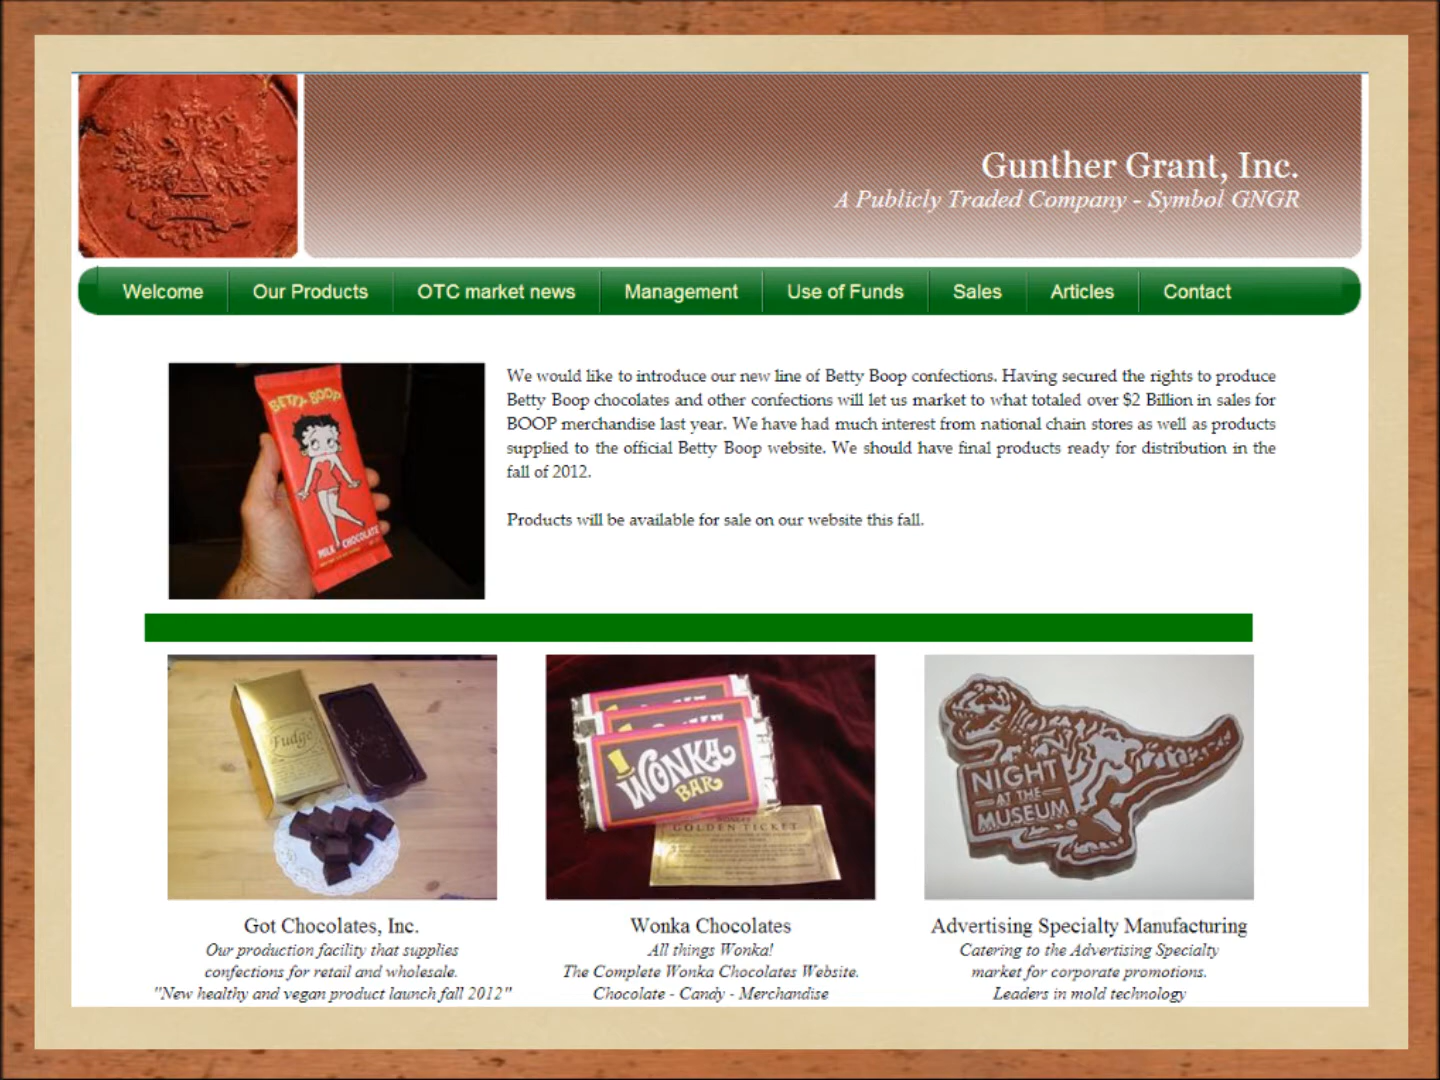 Gunther Grant, Inc.
A Publicly Traded Company - Symbol GNGR
Welcome
Our Products
OTC market news
Management
Use of Funds
Sales
Articles
Contact
BETTY BOOP
MILK CHOCOLATE
We would like to introduce our new line of Betty Boop confections. Having secured the rights to produce
Betty Boop chocolates and other confections will let us market to what totaled over $2 Billion in sales for
BOOP merchandise last year. We have had much interest from national chain stores as well as products
supplied to the official Betty Boop website. We should have final products ready for distribution in the
fall of 2012.
Products will be available for sale on our website this fall.
Fudge
WONKA
BAR
GOLDEN TICKET
NIGHT
AT THE
MUSEUM
Got Chocolates, Inc.
Our production facility that supplies
confections for retail and wholesale.
"New healthy and vegan product launch fall 2012"
Wonka Chocolates
All things Wonka!
The Complete Wonka Chocolates Website.
Chocolate - Candy - Merchandise
Advertising Specialty Manufacturing
Catering to the Advertising Specialty
market for corporate promotions.
Leaders in mold technology